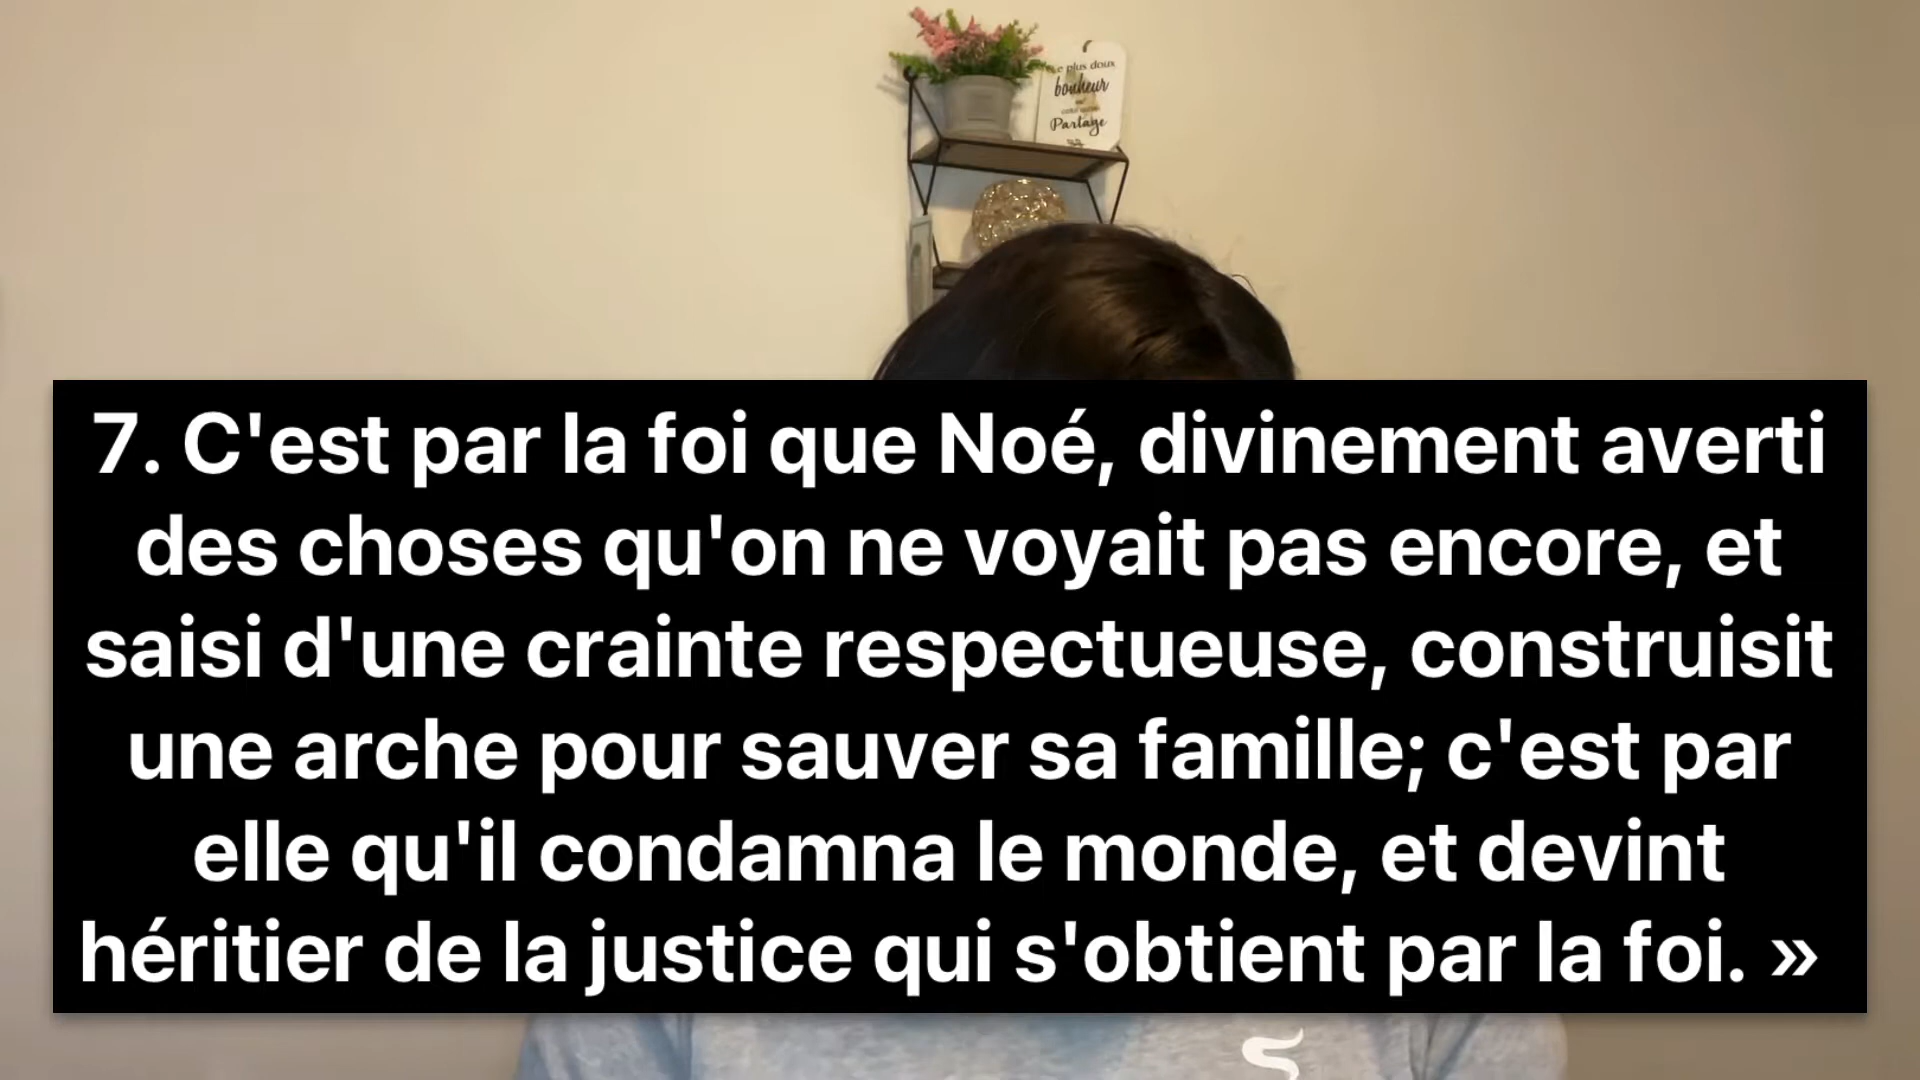 e plus doux
bonheur
Partage
7. C'est par la foi que Noé, divinement averti
des choses qu'on ne voyait pas encore, et
saisi d'une crainte respectueuse, construisit
une arche pour sauver sa famille; c'est par
elle qu'il condamna le monde, et devint
héritier de la justice qui s'obtient par la foi. »